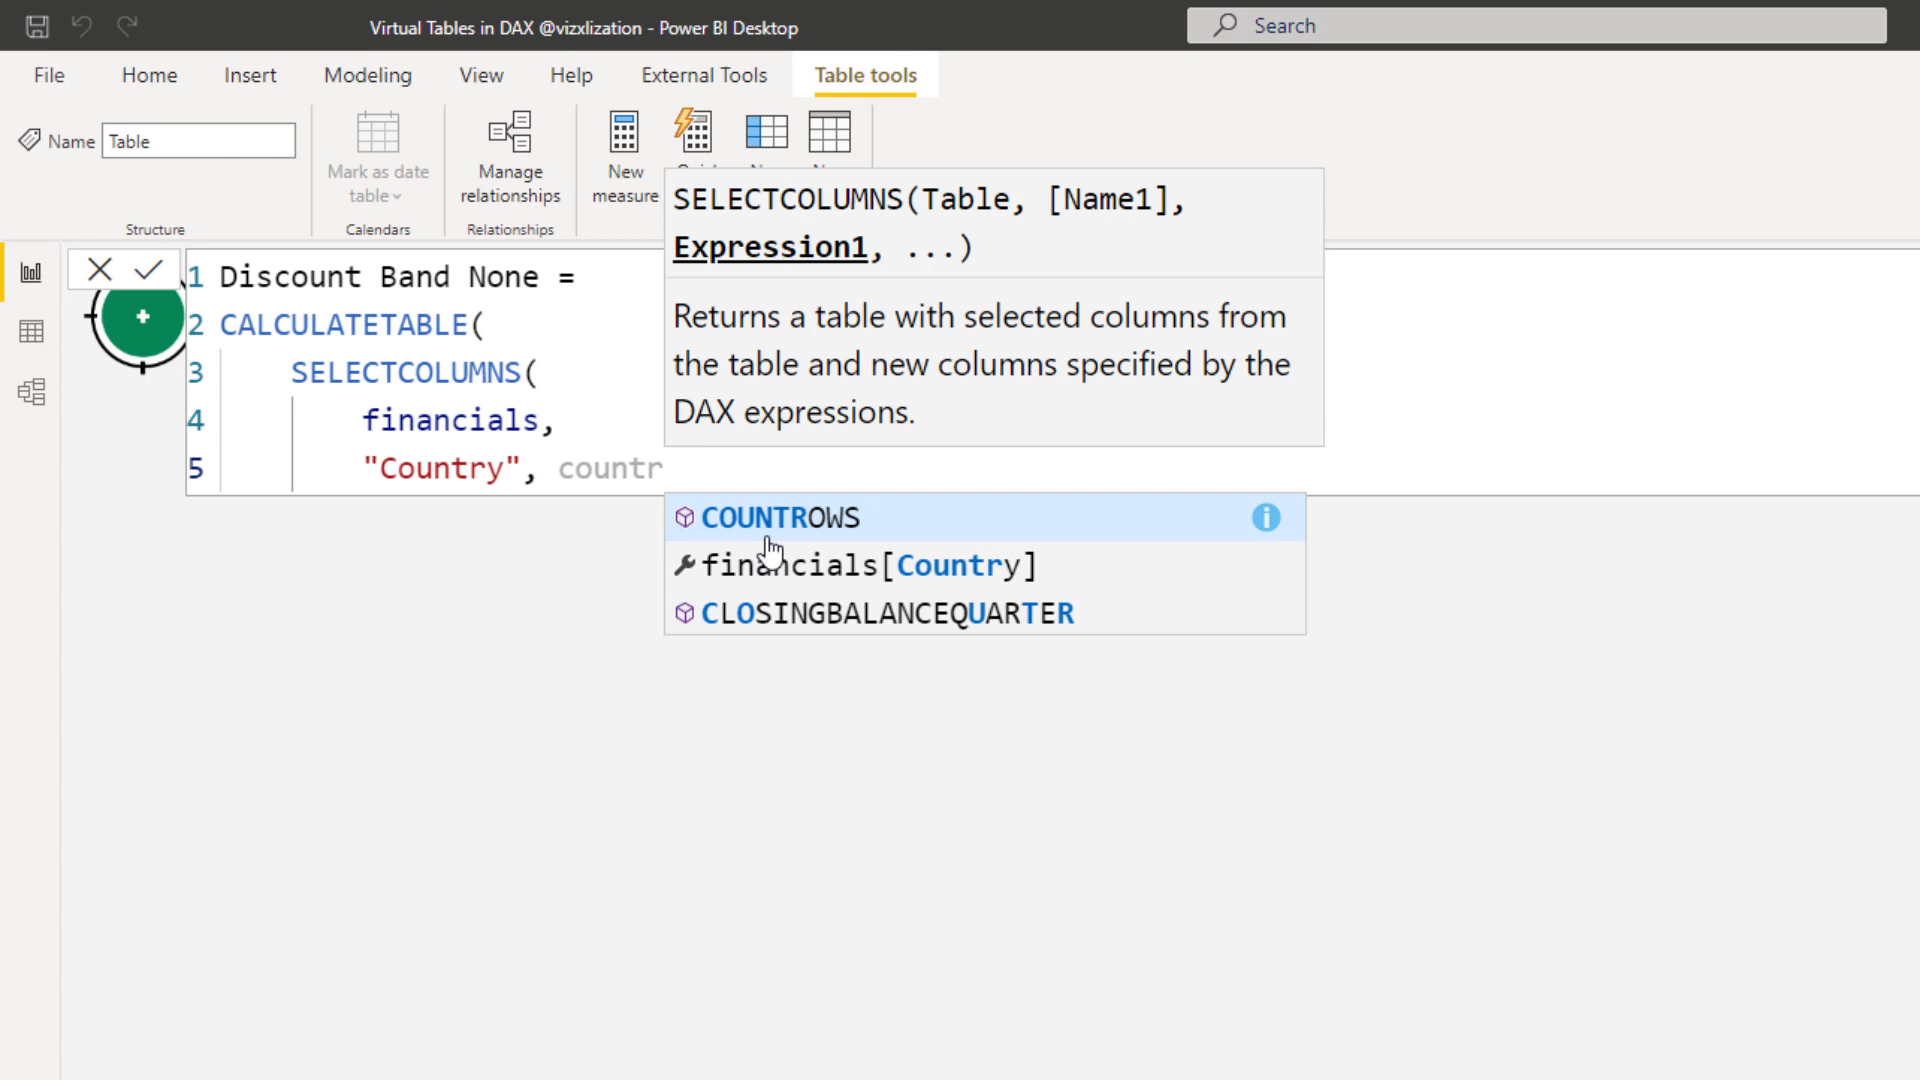 Virtual Tables in DAX @vizxlization - Power BI Desktop
Search
File Home Insert Modeling View Help External Tools Table tools
Name Table
Mark as date table
Manage relationships
New measure
Structure Calendars Relationships
SELECTCOLUMNS(Table, [Name1],
Expression1, ...)
Returns a table with selected columns from
the table and new columns specified by the
DAX expressions.
1 Discount Band None =
2 CALCULATETABLE(
3 SELECTCOLUMNS(
4 financials,
5 "Country", countr
COUNTROWS
financials[Country]
CLOSINGBALANCEQUARTER